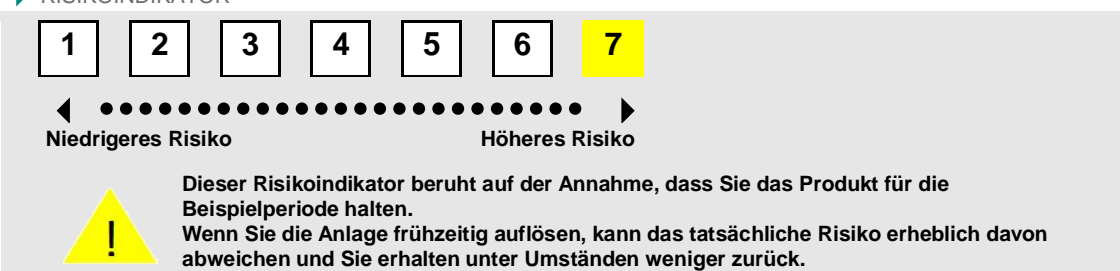 RISIKOINDIKATOR
1 2 3 4 5 6 7
Niedrigeres Risiko Höheres Risiko
Dieser Risikoindikator beruht auf der Annahme, dass Sie das Produkt für die
Beispielperiode halten.
! Wenn Sie die Anlage frühzeitig auflösen, kann das tatsächliche Risiko erheblich davon
abweichen und Sie erhalten unter Umständen weniger zurück.